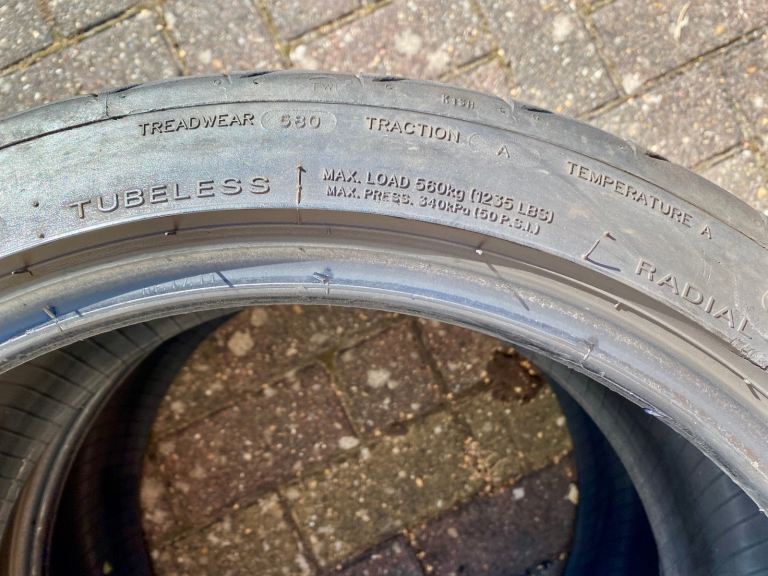 TREADWEAR 580 TRACTION A TEMPERATURE A
TUBELESS
MAX. LOAD 560kg (1235 LBS)
MAX. PRESS. 340kPa (50 P.S.I.)
RADIAL